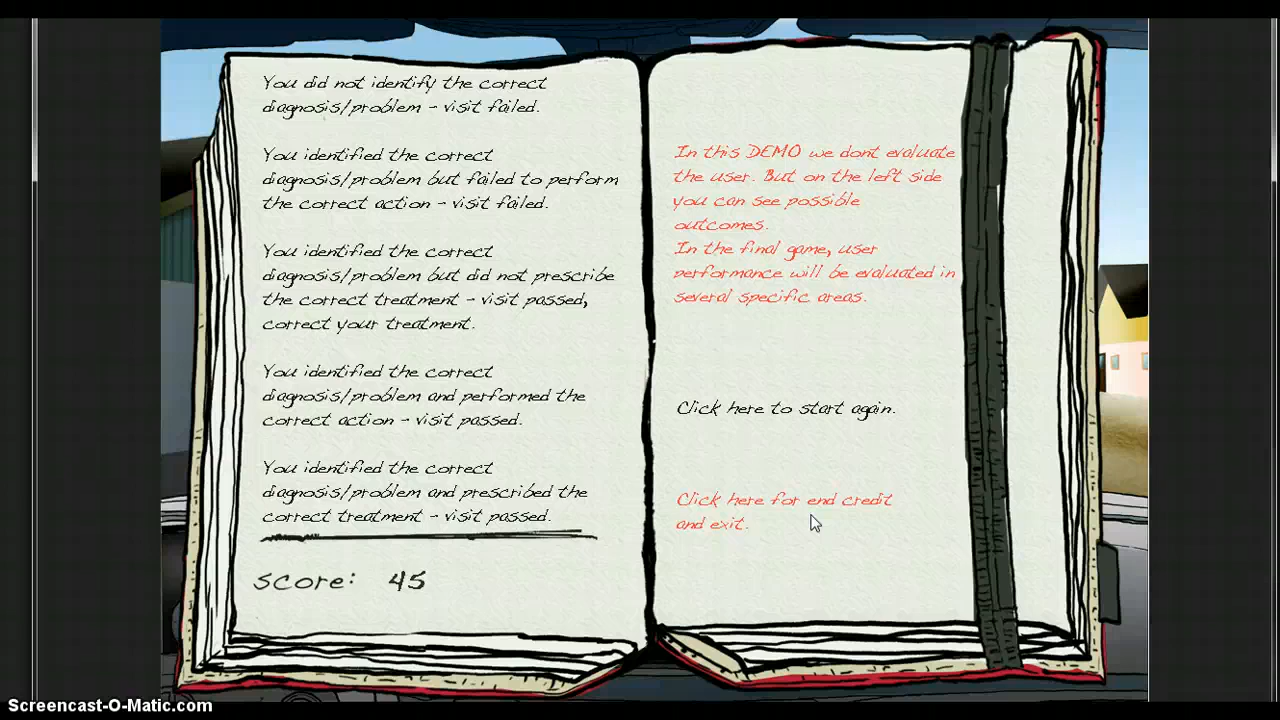 You did not identify the correct
diagnosis/problem - visit failed.
You identified the correct
diagnosis/problem but failed to perform
the correct action - visit failed.
You identified the correct
diagnosis/problem but did not prescribe
the correct treatment - visit passed,
correct your treatment.
You identified the correct
diagnosis/problem and performed the
correct action - visit passed.
You identified the correct
diagnosis/problem and prescribed the
correct treatment - visit passed.
score: 45
In this DEMO we dont evaluate
the user. But on the left side
you can see possible
outcomes.
In the final game, user
performance will be evaluated in
several specific areas.
Click here to start again.
Click here for end credit
and exit.
Screencast-O-Matic.com